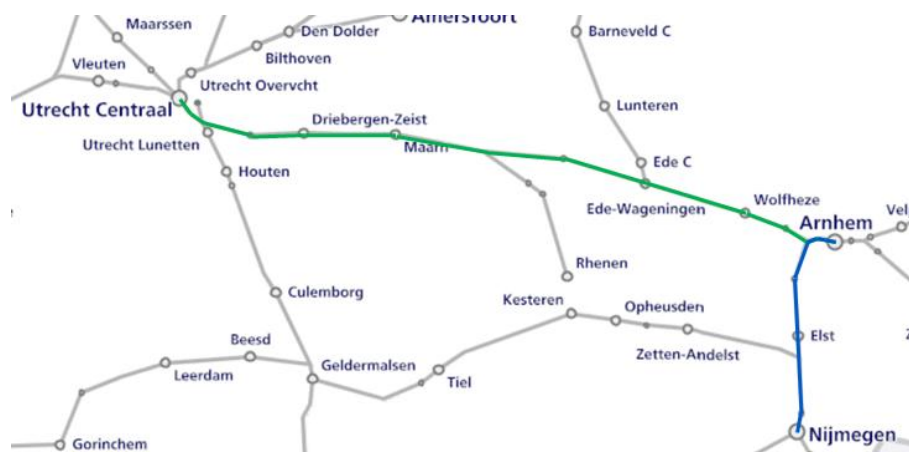 Maarssen
Amersfoort
Den Dolder
Barneveld C
Bilthoven
Vleuten
Utrecht Overvcht
Utrecht Centraal
Lunteren
Driebergen-Zeist
Utrecht Lunetten
Maarn
Houten
Ede C
Ede-Wageningen
Wolfheze
Arnhem
Rhenen
Culemborg
Kesteren
Opheusden
Elst
Zetten-Andelst
Beesd
Leerdam
Geldermalsen
Tiel
Gorinchem
Nijmegen